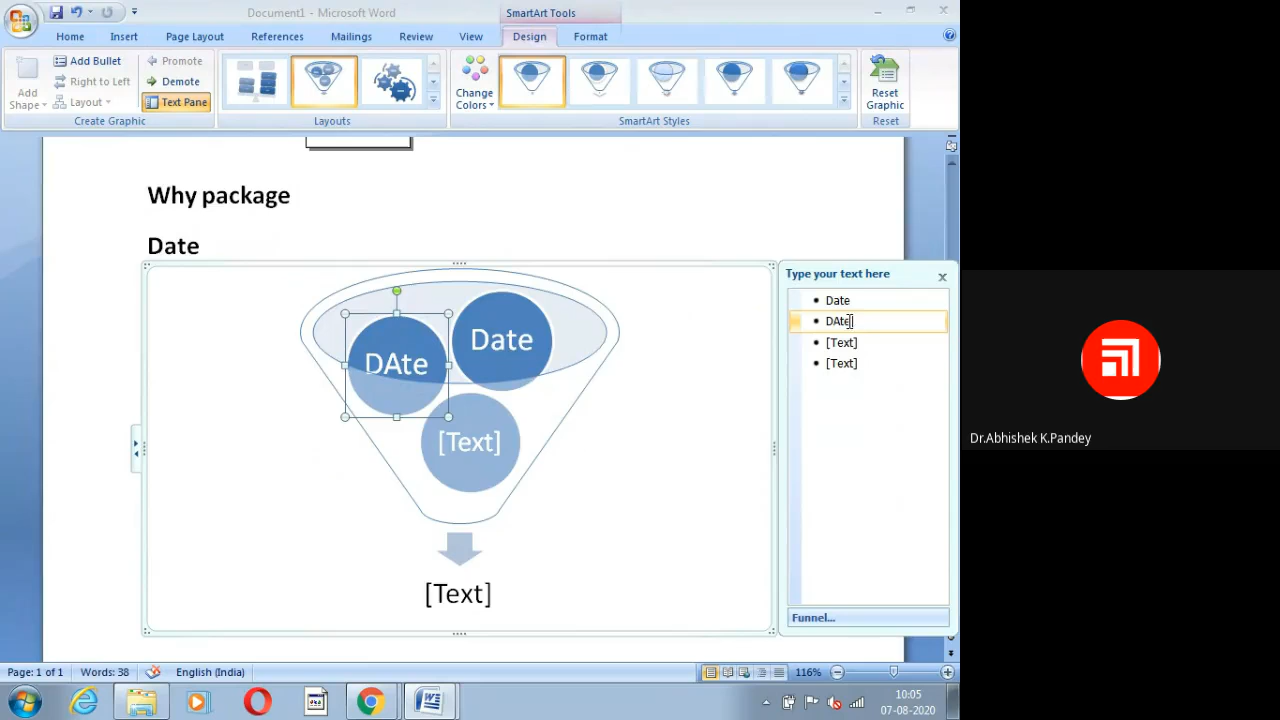 Document1 - Microsoft Word
SmartArt Tools
Home
Insert
Page Layout
References
Mailings
Review
View
Design
Format
Add Shape
Add Bullet
Right to Left
Layout
Promote
Demote
Text Pane
Create Graphic
Layouts
Change Colors
SmartArt Styles
Reset Graphic
Reset
Why package
Date
DAte
Date
[Text]
[Text]
Type your text here
Date
DAte
[Text]
[Text]
Funnel...
Dr.Abhishek K.Pandey
Page: 1 of 1
Words: 38
English (India)
116%
10:05
07-08-2020